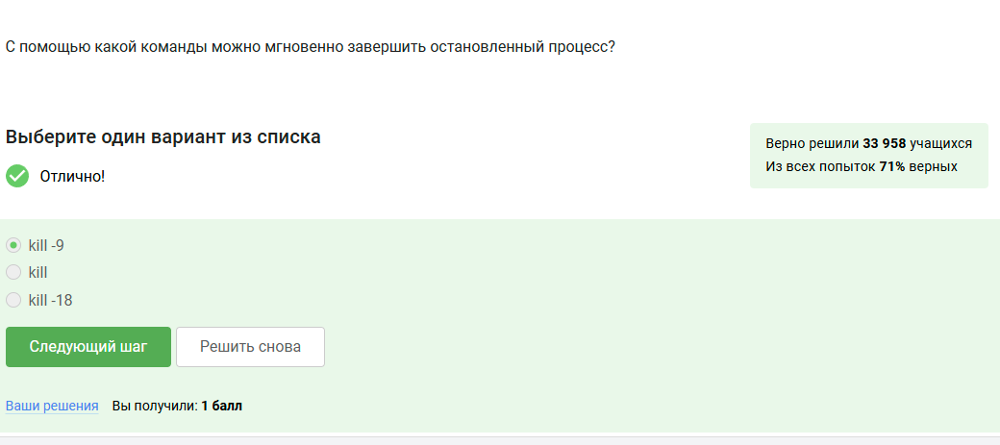 С помощью какой команды можно мгновенно завершить остановленный процесс?
Выберите один вариант из списка
Отлично!
Верно решили 33 958 учащихся
Из всех попыток 71% верных
kill -9
kill
kill -18
Следующий шаг
Решить снова
Ваши решения Вы получили: 1 балл